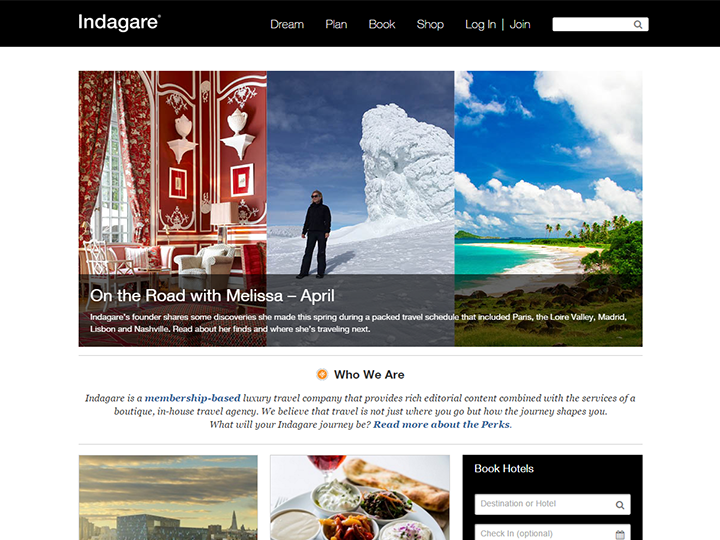 Indagare®
Dream Plan Book Shop Log In | Join
On the Road with Melissa – April
Indagare's founder shares some discoveries she made this spring during a packed travel schedule that included Paris, the Loire Valley, Madrid,
Lisbon and Nashville. Read about her finds and where she's traveling next.
Who We Are
Indagare is a membership-based luxury travel company that provides rich editorial content combined with the services of a
boutique, in-house travel agency. We believe that travel is not just where you go but how the journey shapes you.
What will your Indagare journey be? Read more about the Perks.
Book Hotels
Destination or Hotel
Check In (optional)